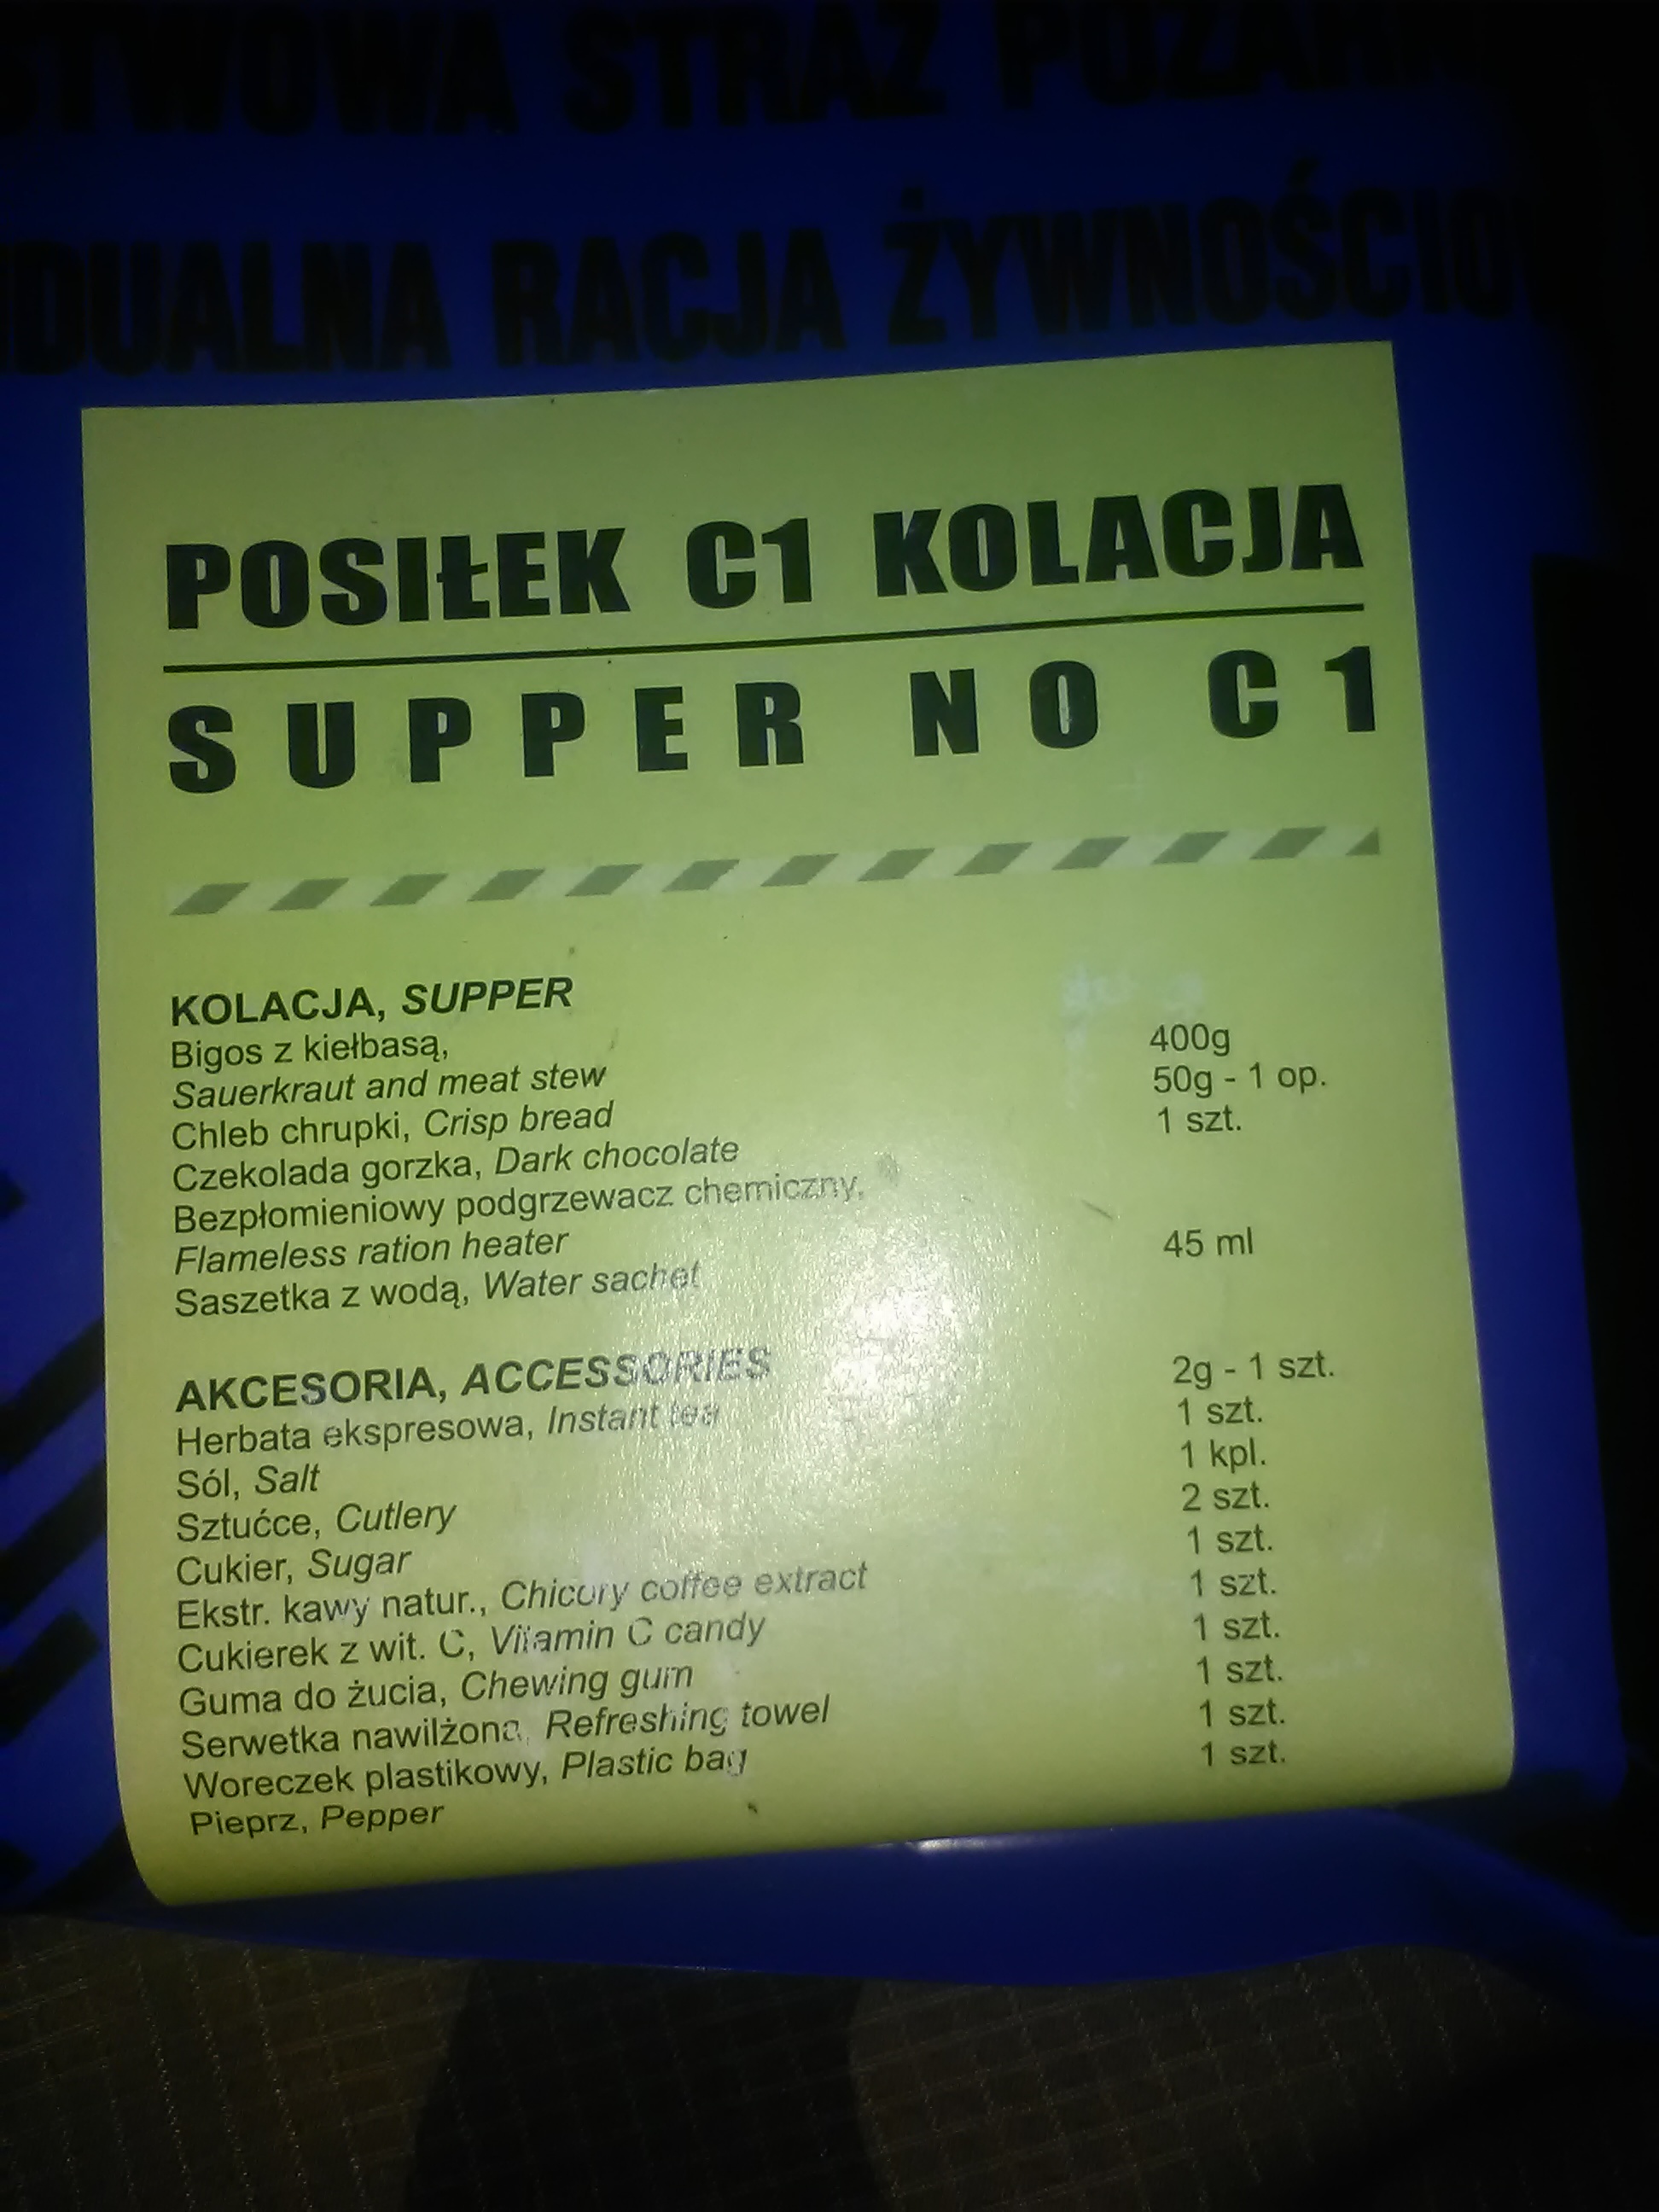 STWOWA STRAŻ POŻARN
IDUALNA RACJA ŻYWNOŚCIO
POSIŁEK C1 KOLACJA
SUPPER NO C1
KOLACJA, SUPPER
Bigos z kiełbasą,
Sauerkraut and meat stew 400g
Chleb chrupki, Crisp bread 50g - 1 op.
Czekolada gorzka, Dark chocolate 1 szt.
Bezpłomieniowy podgrzewacz chemiczny,
Flameless ration heater
Saszetka z wodą, Water sachet 45 ml
AKCESORIA, ACCESSORIES
Herbata ekspresowa, Instant tea 2g - 1 szt.
Sól, Salt 1 szt.
Sztućce, Cutlery 1 kpl.
Cukier, Sugar 2 szt.
Ekstr. kawy natur., Chicory coffee extract 1 szt.
Cukierek z wit. C, Vitamin C candy 1 szt.
Guma do żucia, Chewing gum 1 szt.
Serwetka nawilżona, Refreshing towel 1 szt.
Woreczek plastikowy, Plastic bag 1 szt.
Pieprz, Pepper 1 szt.